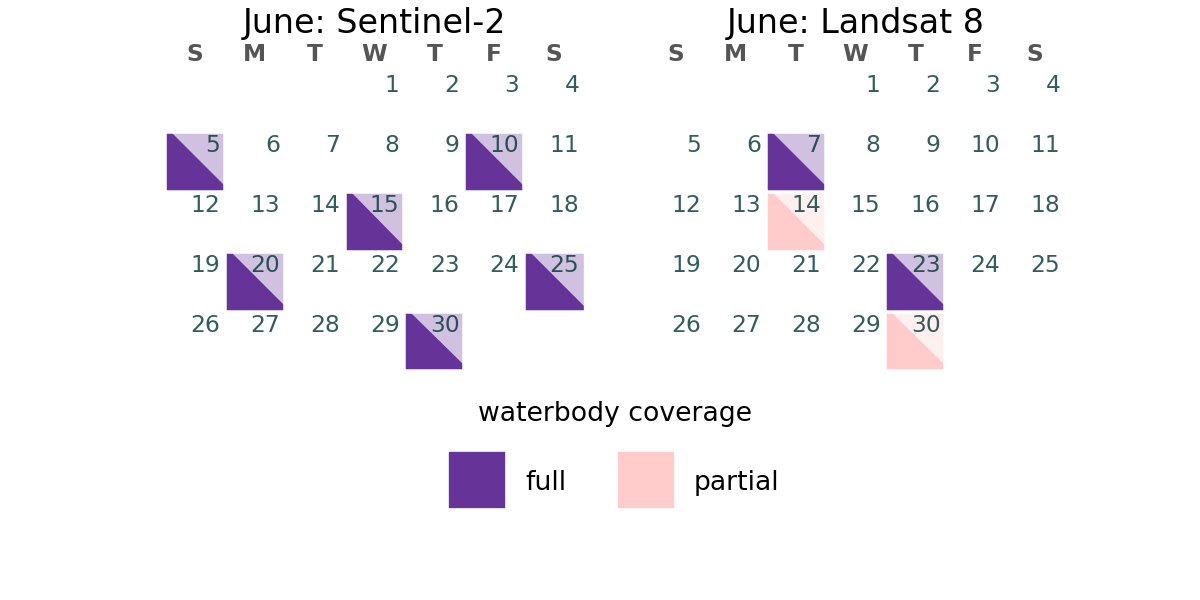 June: Sentinel-2
S M T W T F S
1 2 3 4
5 6 7 8 9 10 11
12 13 14 15 16 17 18
19 20 21 22 23 24 25
26 27 28 29 30
June: Landsat 8
S M T W T F S
1 2 3 4
5 6 7 8 9 10 11
12 13 14 15 16 17 18
19 20 21 22 23 24 25
26 27 28 29 30
waterbody coverage
full partial